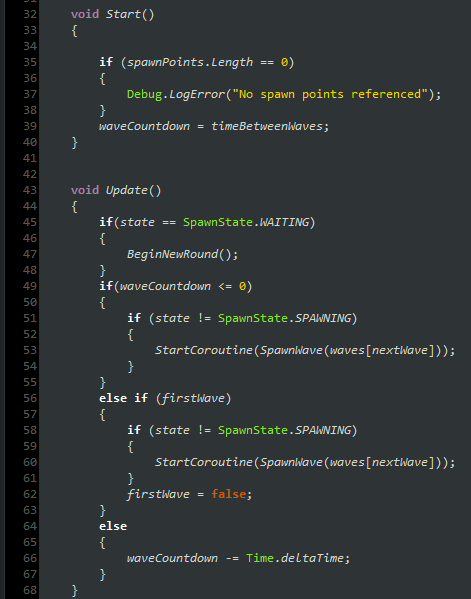 31
32 void Start()
33 {
34
35 if (spawnPoints.Length == 0)
36 {
37 Debug.LogError("No spawn points referenced");
38 }
39 waveCountdown = timeBetweenWaves;
40 }
41
42
43 void Update()
44 {
45 if(state == SpawnState.WAITING)
46 {
47 BeginNewRound();
48 }
49 if(waveCountdown <= 0)
50 {
51 if (state != SpawnState.SPAWNING)
52 {
53 StartCoroutine(SpawnWave(waves[nextWave]));
54 }
55 }
56 else if (firstWave)
57 {
58 if (state != SpawnState.SPAWNING)
59 {
60 StartCoroutine(SpawnWave(waves[nextWave]));
61 }
62 firstWave = false;
63 }
64 else
65 {
66 waveCountdown -= Time.deltaTime;
67 }
68 }